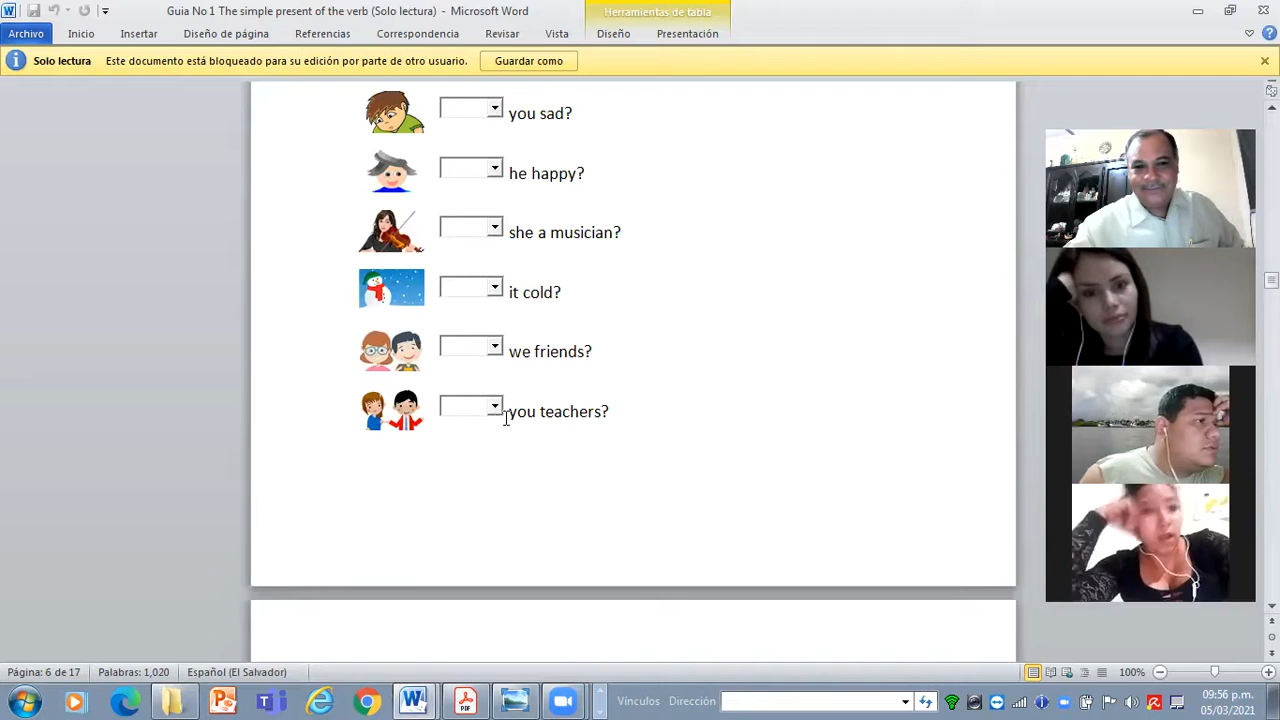 Guia No 1 The simple present of the verb (Solo lectura) - Microsoft Word
Herramientas de tabla
Archivo Inicio Insertar Diseño de página Referencias Correspondencia Revisar Vista Diseño Presentación
Solo lectura Este documento está bloqueado para su edición por parte de otro usuario. Guardar como
you sad?
he happy?
she a musician?
it cold?
we friends?
you teachers?
Página: 6 de 17 Palabras: 1,020 Español (El Salvador) 100%
Vínculos Dirección
09:56 p.m.
05/03/2021